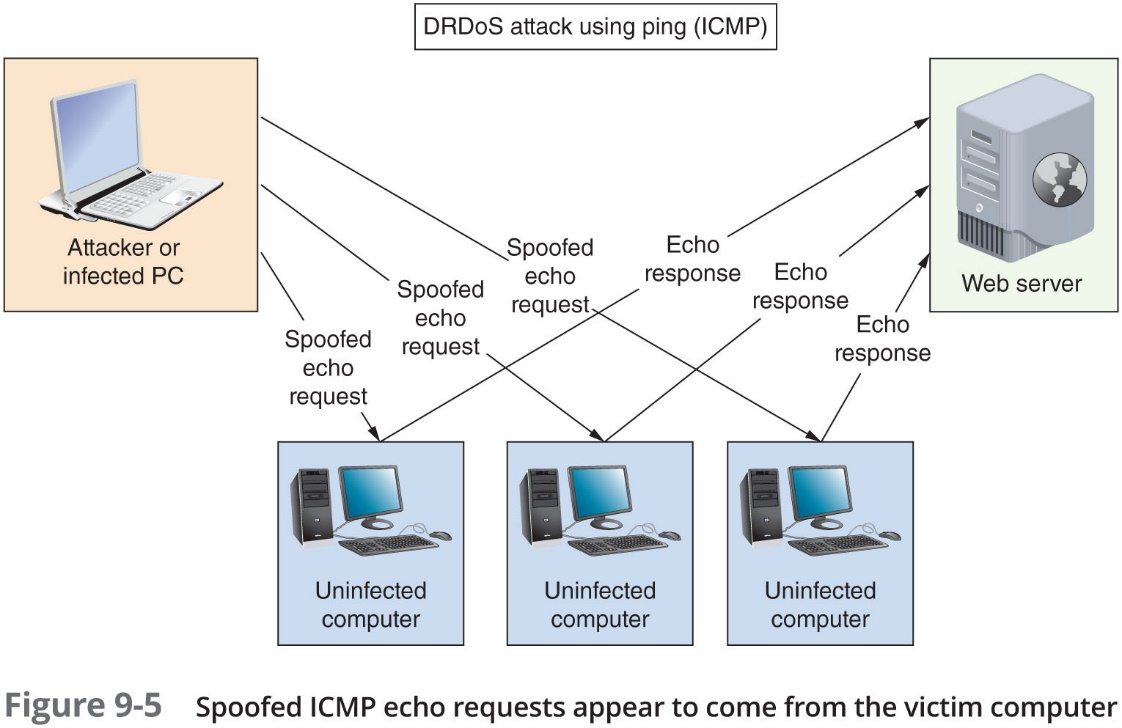 DRDoS attack using ping (ICMP)
Attacker or
infected PC
Web server
Spoofed
echo
request
Spoofed
echo
request
Spoofed
echo
request
Echo
response
Echo
response
Echo
response
Uninfected
computer
Uninfected
computer
Uninfected
computer
Figure 9-5 Spoofed ICMP echo requests appear to come from the victim computer